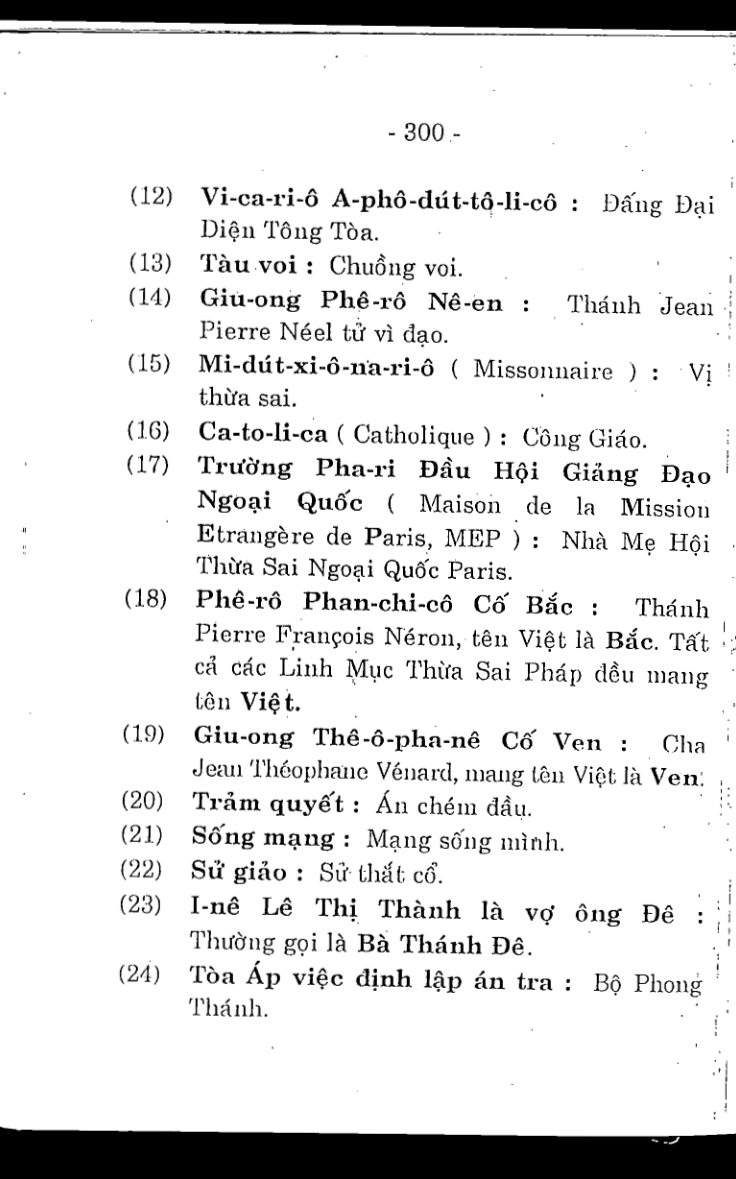 - 300 -
(12) Vi-ca-ri-ô A-phô-dút-tô-li-cô : Đấng Đại
Diện Tông Tòa.
(13) Tàu voi : Chuồng voi.
(14) Giu-ong Phê-rô Nê-en : Thánh Jean
Pierre Néel tử vì đạo.
(15) Mi-dút-xi-ô-na-ri-ô ( Missonnaire ) : Vị
thừa sai.
(16) Ca-to-li-ca ( Catholique ) : Công Giáo.
(17) Trường Pha-ri Đầu Hội Giảng Đạo
Ngoại Quốc ( Maison de la Mission
Etrangère de Paris, MEP ) : Nhà Mẹ Hội
Thừa Sai Ngoại Quốc Paris.
(18) Phê-rô Phan-chi-cô Cố Bắc : Thánh
Pierre François Néron, tên Việt là Bắc. Tất
cả các Linh Mục Thừa Sai Pháp đều mang
tên Việt.
(19) Giu-ong Thê-ô-pha-nê Cố Ven : Cha
Jean Théophane Vénard, mang tên Việt là Ven.
(20) Trảm quyết : Án chém đầu.
(21) Sống mạng : Mạng sống mình.
(22) Sử giảo : Sử thắt cổ.
(23) I-nê Lê Thị Thành là vợ ông Đê :
Thường gọi là Bà Thánh Đê.
(24) Tòa Áp việc định lập án tra : Bộ Phong
Thánh.